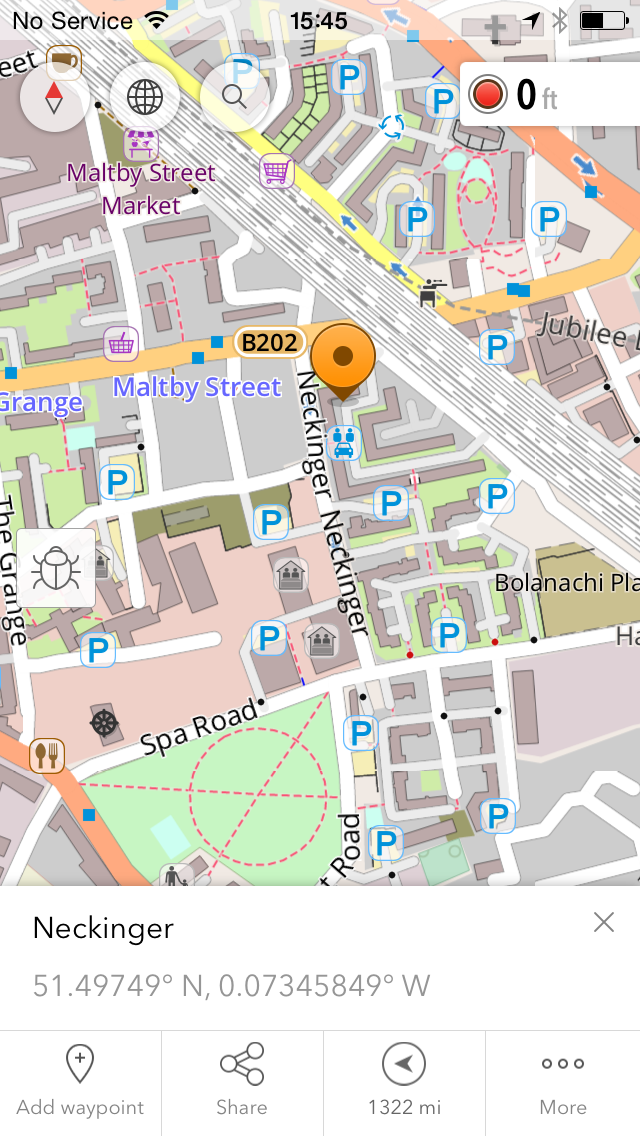 No Service 15:45
eet
P
P
P
0 ft
Maltby Street
Market
P
P
Jubilee
B202
P
Grange
Maltby Street
Neckinger
P
P
P
P
The Grange
Neckinger
Bolanachi Pla
P
P
P
Ha
Spa Road
P
P
P
Road
Neckinger
51.49749° N, 0.07345849° W
Add waypoint
Share
1322 mi
More